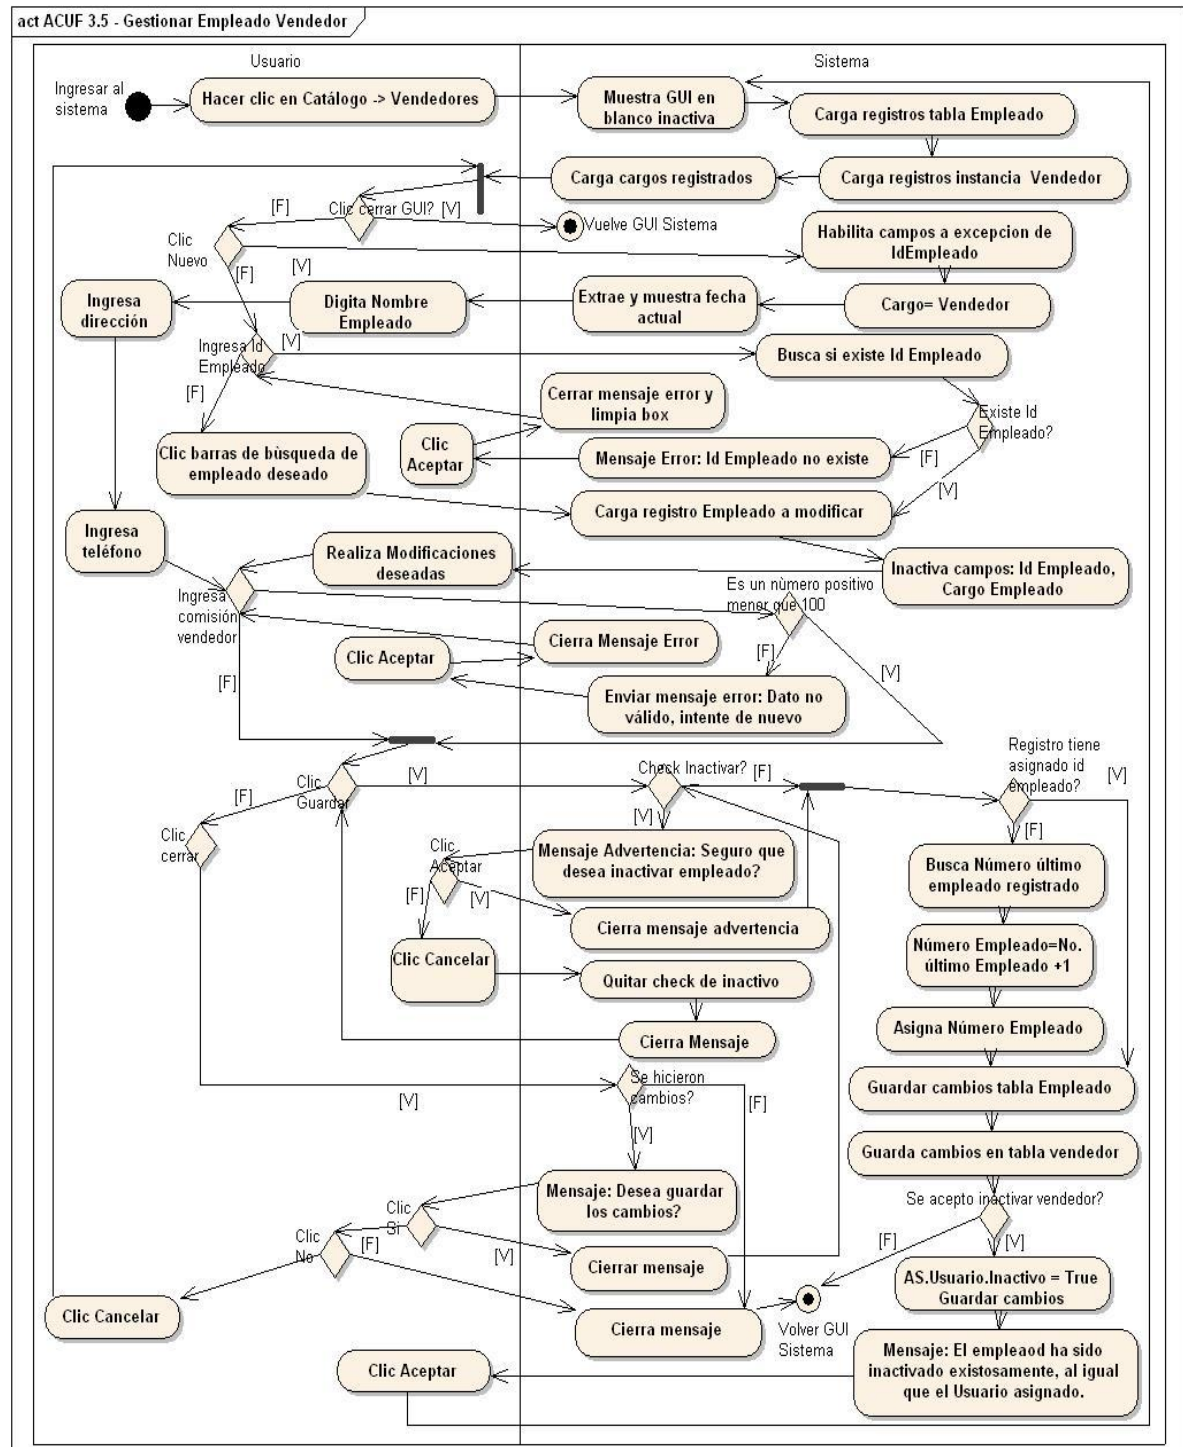 act ACUF 3.5 - Gestionar Empleado Vendedor
Usuario
Sistema
Ingresar al
sistema
Hacer clic en Catálogo -> Vendedores
Muestra GUI en
blanco inactiva
Carga registros tabla Empleado
Carga cargos registrados
Carga registros instancia Vendedor
[F]
Clic cerrar GUI? [V]
Vuelve GUI Sistema
Clic
Nuevo
[F]
[V]
Habilita campos a excepcion de
IdEmpleado
Ingresa
dirección
Digita Nombre
Empleado
Extrae y muestra fecha
actual
Cargo= Vendedor
Ingresa Id
Empleado
[V]
Busca si existe Id Empleado
[F]
Cerrar mensaje error y
limpia box
Existe Id
Empleado?
Clic barras de bùsqueda de
empleado deseado
Clic
Aceptar
Mensaje Error: Id Empleado no existe
[F]
[V]
Carga registro Empleado a modificar
Ingresa
teléfono
Realiza Modificaciones
deseadas
Inactiva campos: Id Empleado,
Cargo Empleado
Ingresa
comisión
vendedor
Es un nùmero positivo
menor que 100
Cierra Mensaje Error
Clic Aceptar
[F]
[V]
[F]
Enviar mensaje error: Dato no
válido, intente de nuevo
Clic
Guardar
[V]
Check Inactivar?
[F]
Registro tiene
asignado id
empleado?
[V]
[F]
Clic
cerrar
[V]
[F]
Clic
Aceptar
Mensaje Advertencia: Seguro que
desea inactivar empleado?
Busca Número último
empleado registrado
[F]
[V]
Cierra mensaje advertencia
Clic Cancelar
Quitar check de inactivo
Número Empleado=No.
último Empleado +1
Cierra Mensaje
Asigna Número Empleado
Se hicieron
cambios?
[V]
[F]
[V]
Guardar cambios tabla Empleado
Guarda cambios en tabla vendedor
Mensaje: Desea guardar
los cambios?
Se acepto inactivar vendedor?
Clic
Si
Clic
No
[F]
[V]
Cierrar mensaje
[F]
[V]
AS.Usuario.Inactivo = True
Guardar cambios
Clic Cancelar
Cierra mensaje
Volver GUI
Sistema
Clic Aceptar
Mensaje: El empleaod ha sido
inactivado existosamente, al igual
que el Usuario asignado.